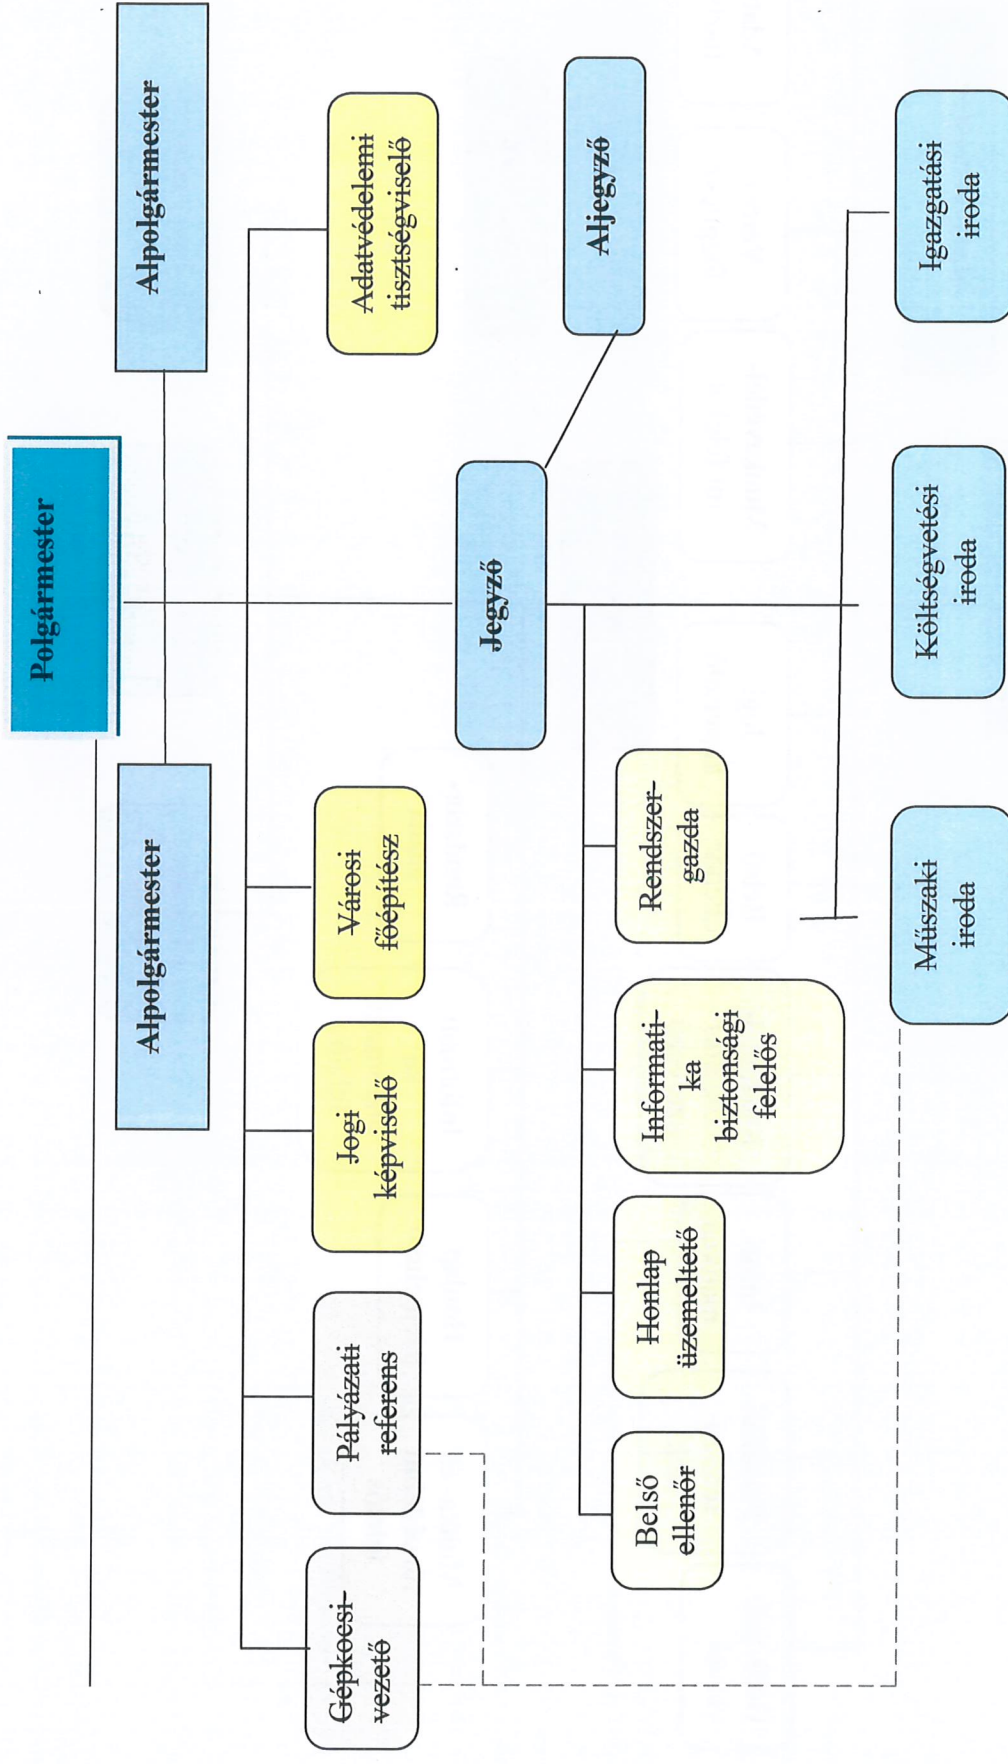 Polgármester
Alpolgármester
Alpolgármester
Gépkocsi-
vezető
Pályázati
referens
Jogi
képviselő
Városi
főépítész
Adatvédelemi
tisztségviselő
Jegyző
Aljegyző
Belső
ellenőr
Honlap
üzemeltető
Informati-
ka
biztonsági
felelős
Rendszer-
gazda
Műszaki
iroda
Költségvetési
iroda
Igazgatási
iroda